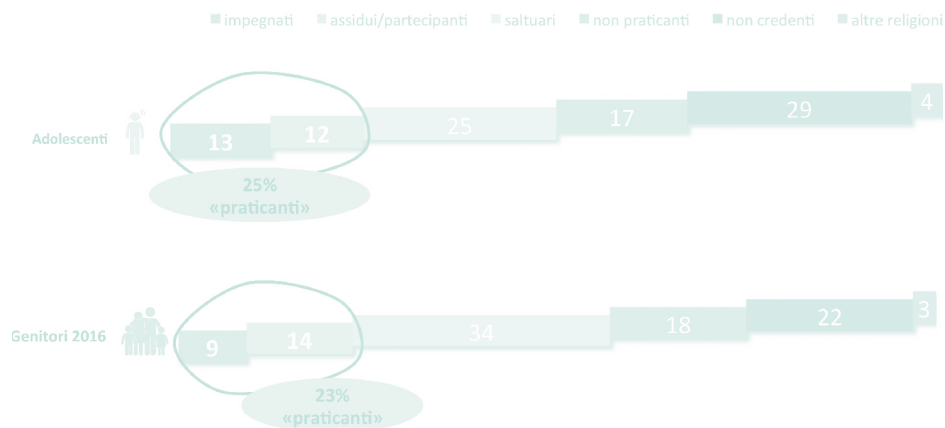 impegnati assidui/partecipanti saltuari non praticanti non credenti altre religioni
Adolescenti 13 12 25 17 29 4
25%
«praticanti»
Genitori 2016 9 14 34 18 22 3
23%
«praticanti»